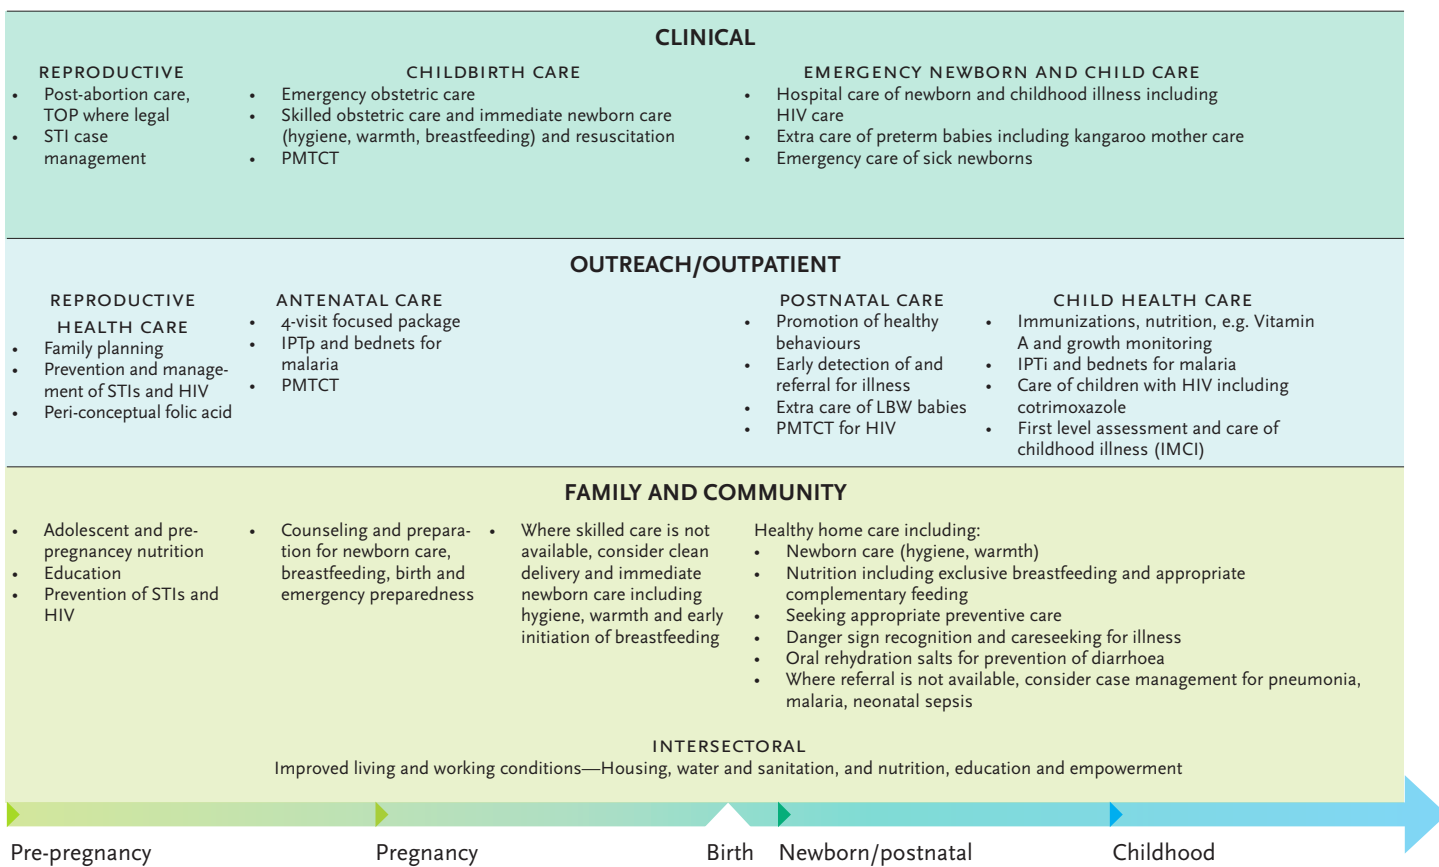 CLINICAL
REPRODUCTIVE
• Post-abortion care,
TOP where legal
• STI case
management
CHILDBIRTH CARE
• Emergency obstetric care
• Skilled obstetric care and immediate newborn care
(hygiene, warmth, breastfeeding) and resuscitation
• PMTCT
EMERGENCY NEWBORN AND CHILD CARE
• Hospital care of newborn and childhood illness including
HIV care
• Extra care of preterm babies including kangaroo mother care
• Emergency care of sick newborns
OUTREACH/OUTPATIENT
REPRODUCTIVE
HEALTH CARE
• Family planning
• Prevention and manage-
ment of STIs and HIV
• Peri-conceptual folic acid
ANTENATAL CARE
• 4-visit focused package
• IPTp and bednets for
malaria
• PMTCT
POSTNATAL CARE
• Promotion of healthy
behaviours
• Early detection of and
referral for illness
• Extra care of LBW babies
• PMTCT for HIV
CHILD HEALTH CARE
• Immunizations, nutrition, e.g. Vitamin
A and growth monitoring
• IPTi and bednets for malaria
• Care of children with HIV including
cotrimoxazole
• First level assessment and care of
childhood illness (IMCI)
FAMILY AND COMMUNITY
• Adolescent and pre-
pregnancey nutrition
• Education
• Prevention of STIs and
HIV
• Counseling and prepara-
tion for newborn care,
breastfeeding, birth and
emergency preparedness
• Where skilled care is not
available, consider clean
delivery and immediate
newborn care including
hygiene, warmth and early
initiation of breastfeeding
Healthy home care including:
• Newborn care (hygiene, warmth)
• Nutrition including exclusive breastfeeding and appropriate
complementary feeding
• Seeking appropriate preventive care
• Danger sign recognition and careseeking for illness
• Oral rehydration salts for prevention of diarrhoea
• Where referral is not available, consider case management for pneumonia,
malaria, neonatal sepsis
INTERSECTORAL
Improved living and working conditions—Housing, water and sanitation, and nutrition, education and empowerment
Pre-pregnancy
Pregnancy
Birth
Newborn/postnatal
Childhood